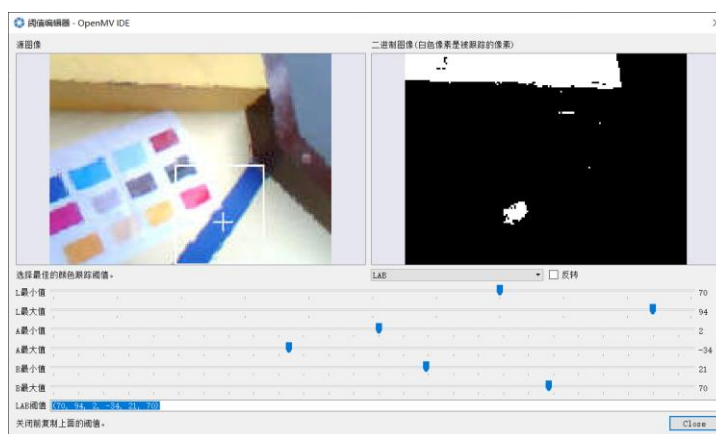 阈值编辑器 - OpenMV IDE
源图像
二进制图像(白色像素是被跟踪的像素)
选择最佳的颜色跟踪阈值。
LAB
反转
L最小值 70
L最大值 94
A最小值 2
A最大值 -34
B最小值 21
B最大值 70
LAB阈值 (70, 94, 2, -34, 21, 70)
关闭前复制上面的阈值。
Close